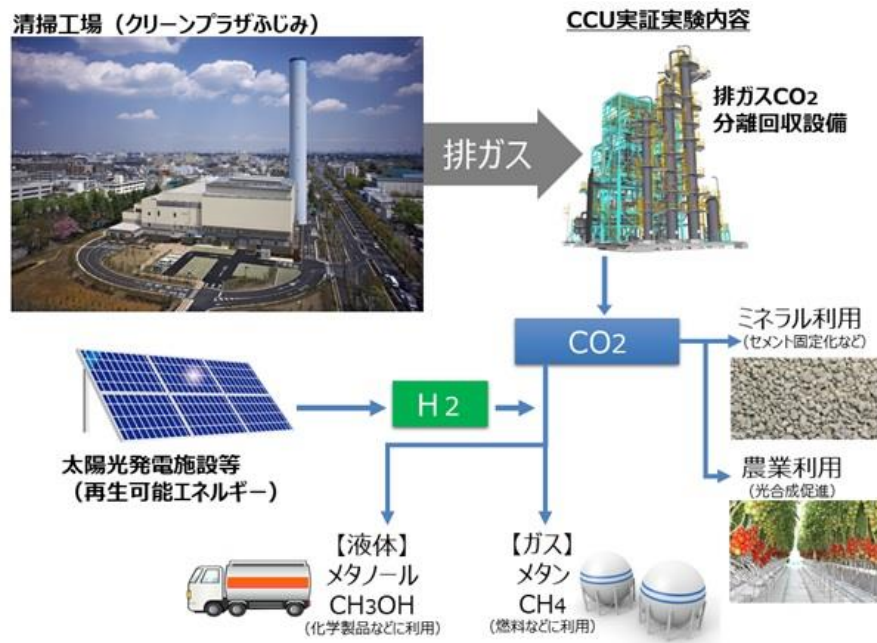 清掃工場（クリーンプラザふじみ）
CCU実証実験内容
排ガス
排ガスCO2
分離回収設備
CO2
ミネラル利用
（セメント固定化など）
H2
太陽光発電施設等
（再生可能エネルギー）
農業利用
（光合成促進）
【液体】
メタノール
CH3OH
（化学製品などに利用）
【ガス】
メタン
CH4
（燃料などに利用）